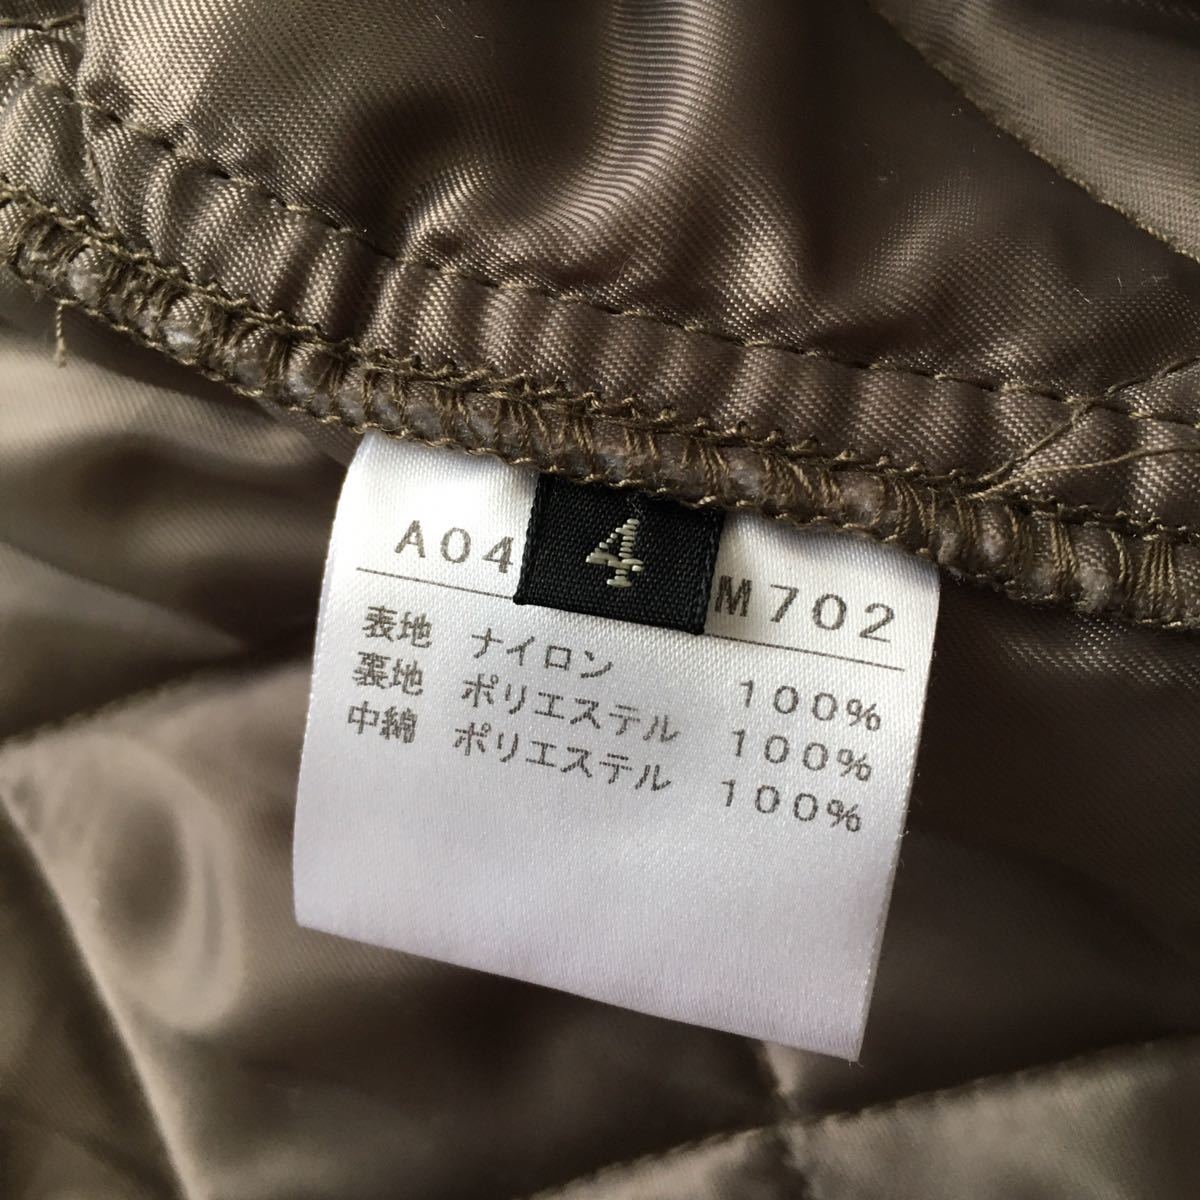 A04 4 M702
表地 ナイロン 100%
裏地 ポリエステル 100%
中綿 ポリエステル 100%